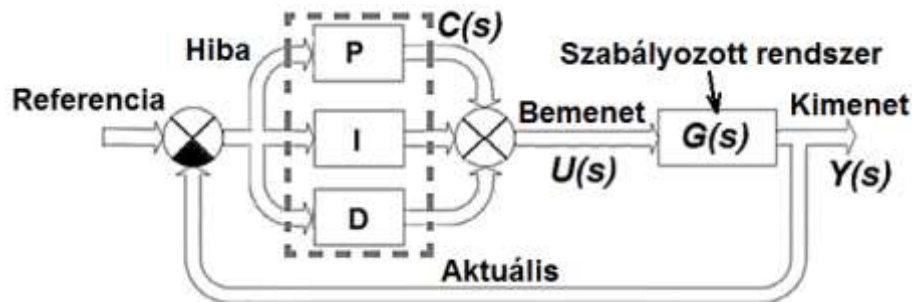 C(s)
Hiba
P
Szabályozott rendszer
Referencia
Bemenet
Kimenet
I
G(s)
U(s)
Y(s)
D
Aktuális